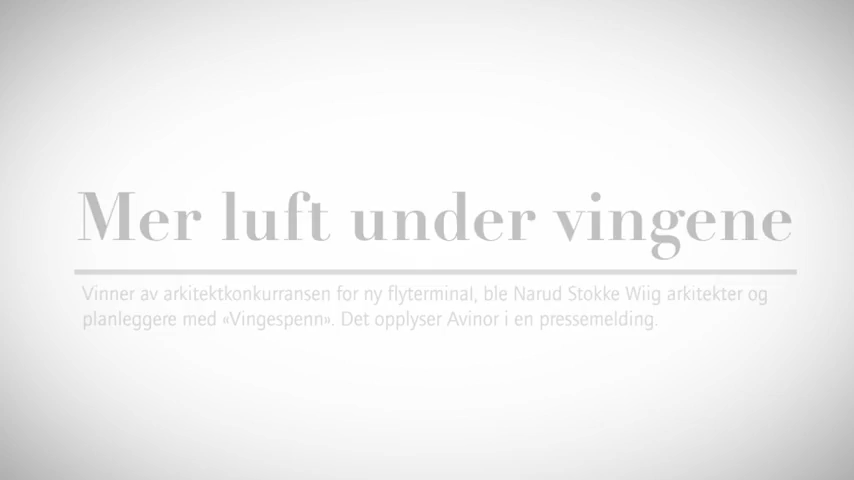 Mer luft under vingene
Vinner av arkitektkonkurransen for ny flyterminal, ble Narud Stokke Wiig arkitekter og
planleggere med «Vingespenn». Det opplyser Avinor i en pressemelding.